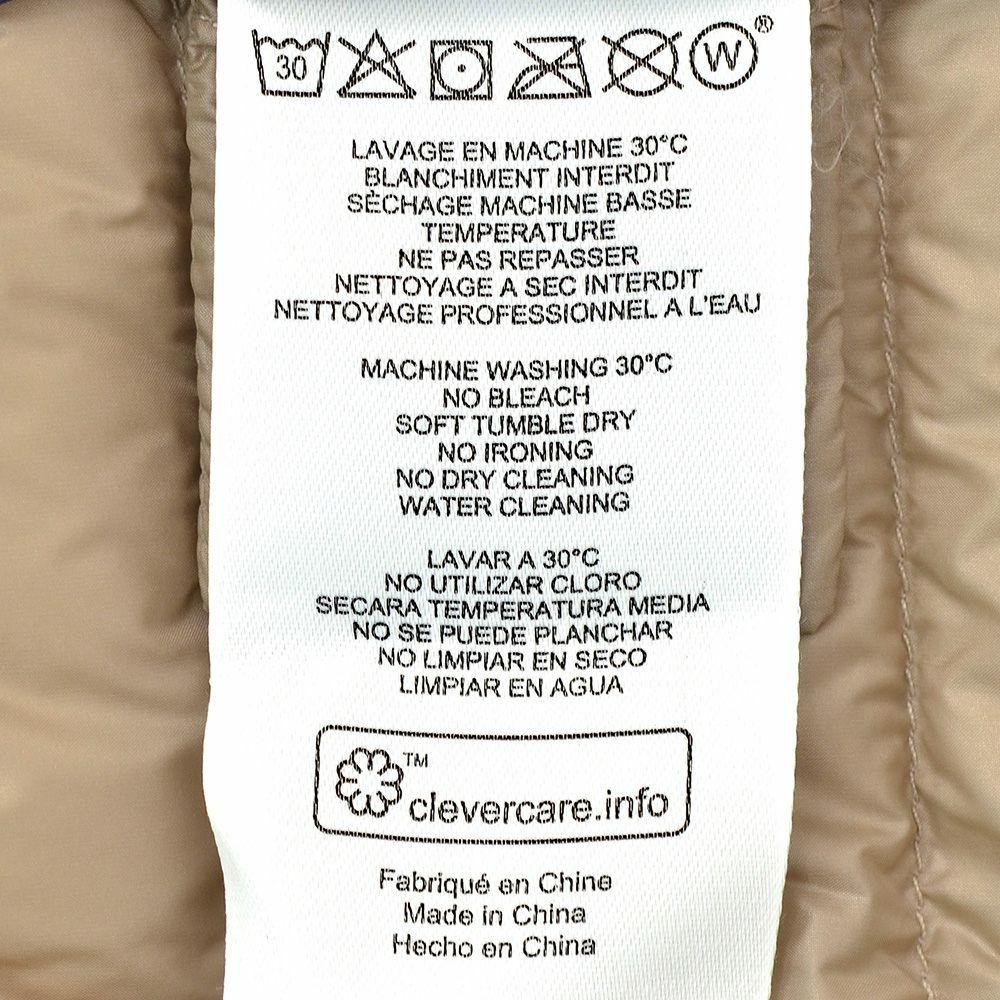 30 W®
LAVAGE EN MACHINE 30°C
BLANCHIMENT INTERDIT
SÈCHAGE MACHINE BASSE
TEMPERATURE
NE PAS REPASSER
NETTOYAGE A SEC INTERDIT
NETTOYAGE PROFESSIONNEL A L'EAU
MACHINE WASHING 30°C
NO BLEACH
SOFT TUMBLE DRY
NO IRONING
NO DRY CLEANING
WATER CLEANING
LAVAR A 30°C
NO UTILIZAR CLORO
SECARA TEMPERATURA MEDIA
NO SE PUEDE PLANCHAR
NO LIMPIAR EN SECO
LIMPIAR EN AGUA
™ clevercare.info
Fabriqué en Chine
Made in China
Hecho en China